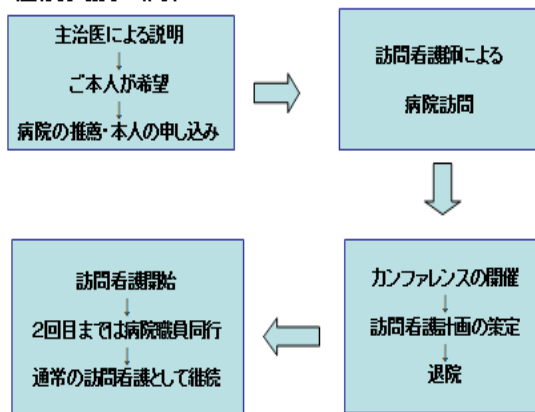 主治医による説明
↓
ご本人が希望
↓
病院の推薦・本人の申し込み
訪問看護師による
病院訪問
カンファレンスの開催
↓
訪問看護計画の策定
↓
退院
訪問看護開始
↓
2回目までは病院職員同行
↓
通常の訪問看護として継続